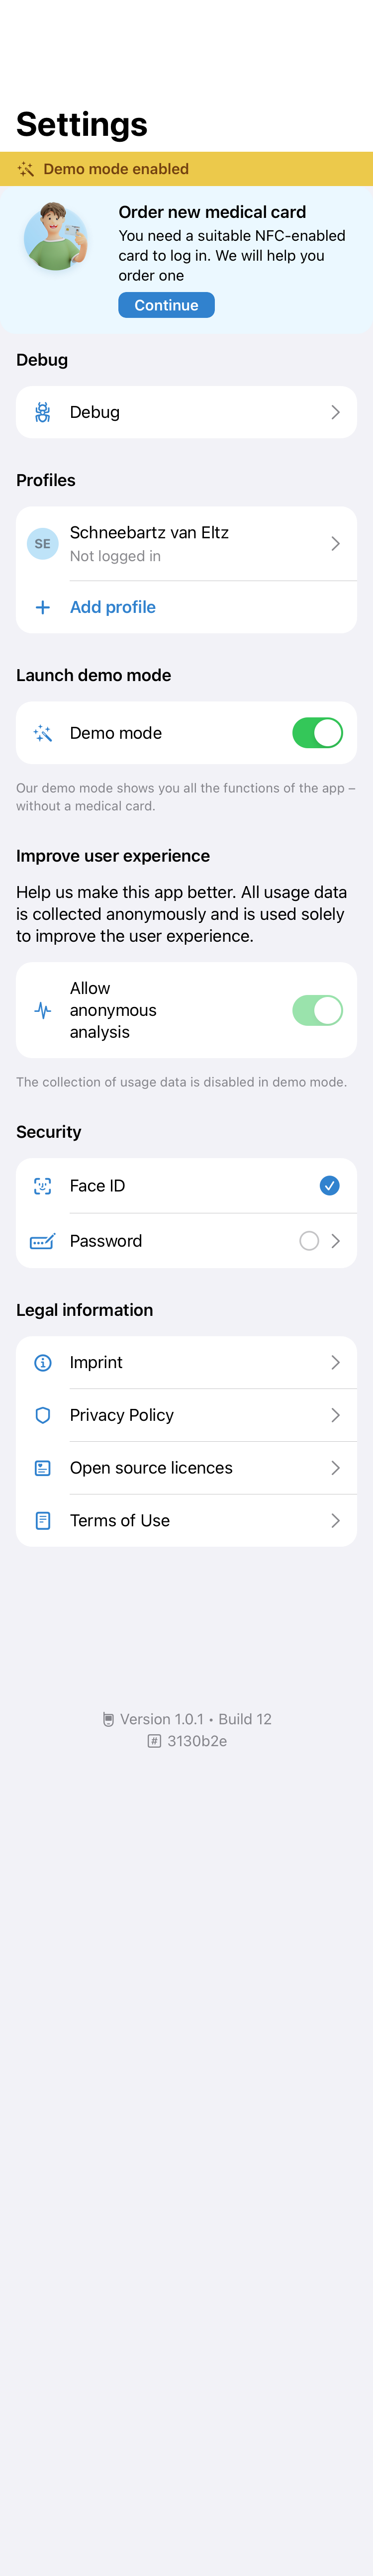 Settings
Demo mode enabled
Order new medical card
You need a suitable NFC-enabled
card to log in. We will help you
order one
Continue
Debug
Debug
Profiles
SE
Schneebartz van Eltz
Not logged in
Add profile
Launch demo mode
Demo mode
Our demo mode shows you all the functions of the app –
without a medical card.
Improve user experience
Help us make this app better. All usage data
is collected anonymously and is used solely
to improve the user experience.
Allow
anonymous
analysis
The collection of usage data is disabled in demo mode.
Security
Face ID
Password
Legal information
Imprint
Privacy Policy
Open source licences
Terms of Use
Version 1.0.1 • Build 12
# 3130b2e